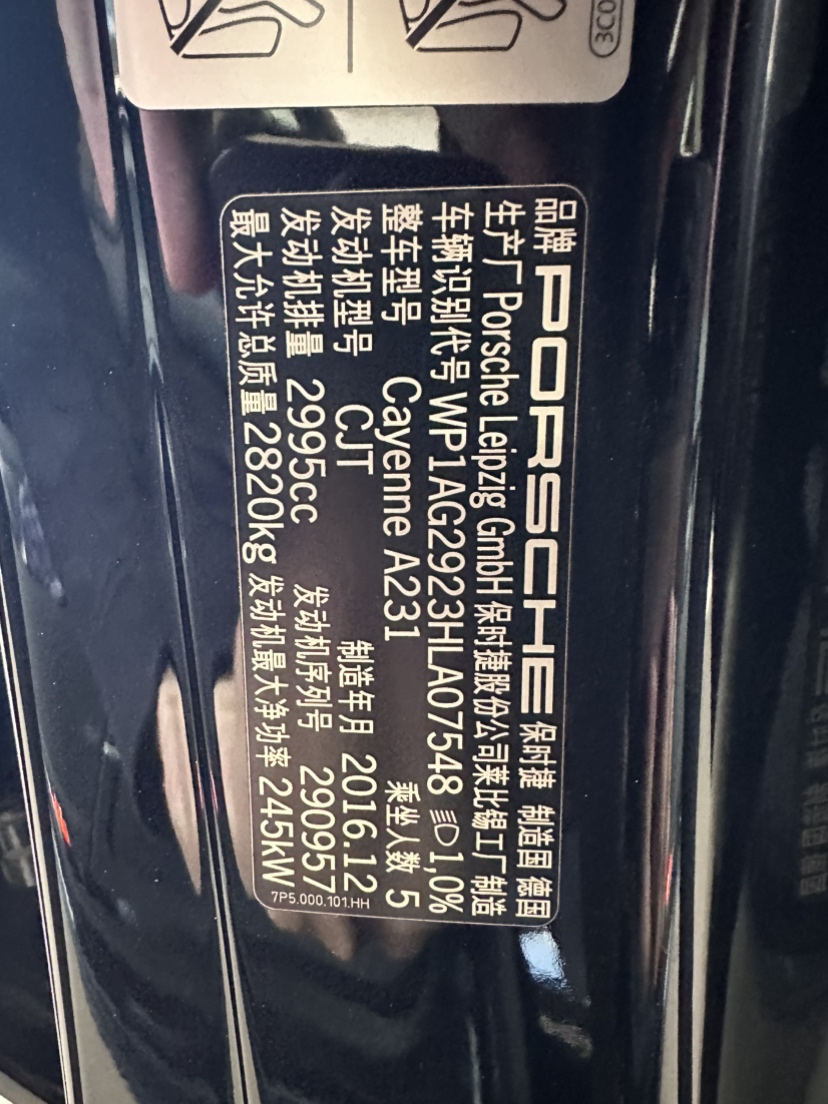 3C0
品牌 PORSCHE 保时捷 制造国 德国
生产厂 Porsche Leipzig GmbH 保时捷股份公司莱比锡工厂制造
车辆识别代号 WP1AG2923HLA07548 1,0%
整车型号 Cayenne A231 乘坐人数 5
发动机型号 CJT 制造年月 2016.12
发动机排量 2995cc 发动机序列号 290957
最大允许总质量 2820kg 发动机最大净功率 245kW
7P5.000.101.HH